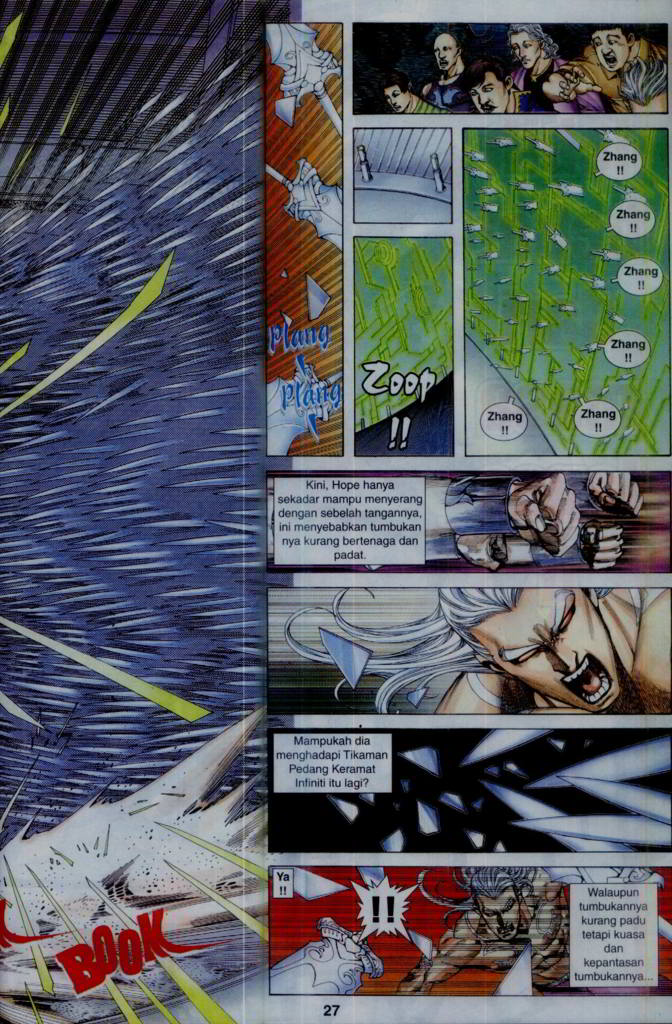 Zhang
!!
Zhang
!!
Zhang
!!
Zhang
!!
Zhang
!!
Zhang
!!
Plang
Plang
Zoop
!!
Kini, Hope hanya
sekadar mampu menyerang
dengan sebelah tangannya,
ini menyebabkan tumbukan
nya kurang bertenaga dan
padat.
Mampukah dia
menghadapi Tikaman
Pedang Keramat
Infiniti itu lagi?
BOOK
Ya
!!
!!
Walaupun
tumbukannya
kurang padu
tetapi kuasa
dan
kepantasan
tumbukannya...
27